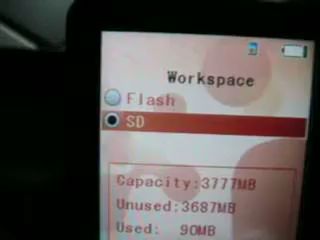 Workspace
Flash
SD
Capacity:3777MB
Unused:3687MB
Used: 90MB